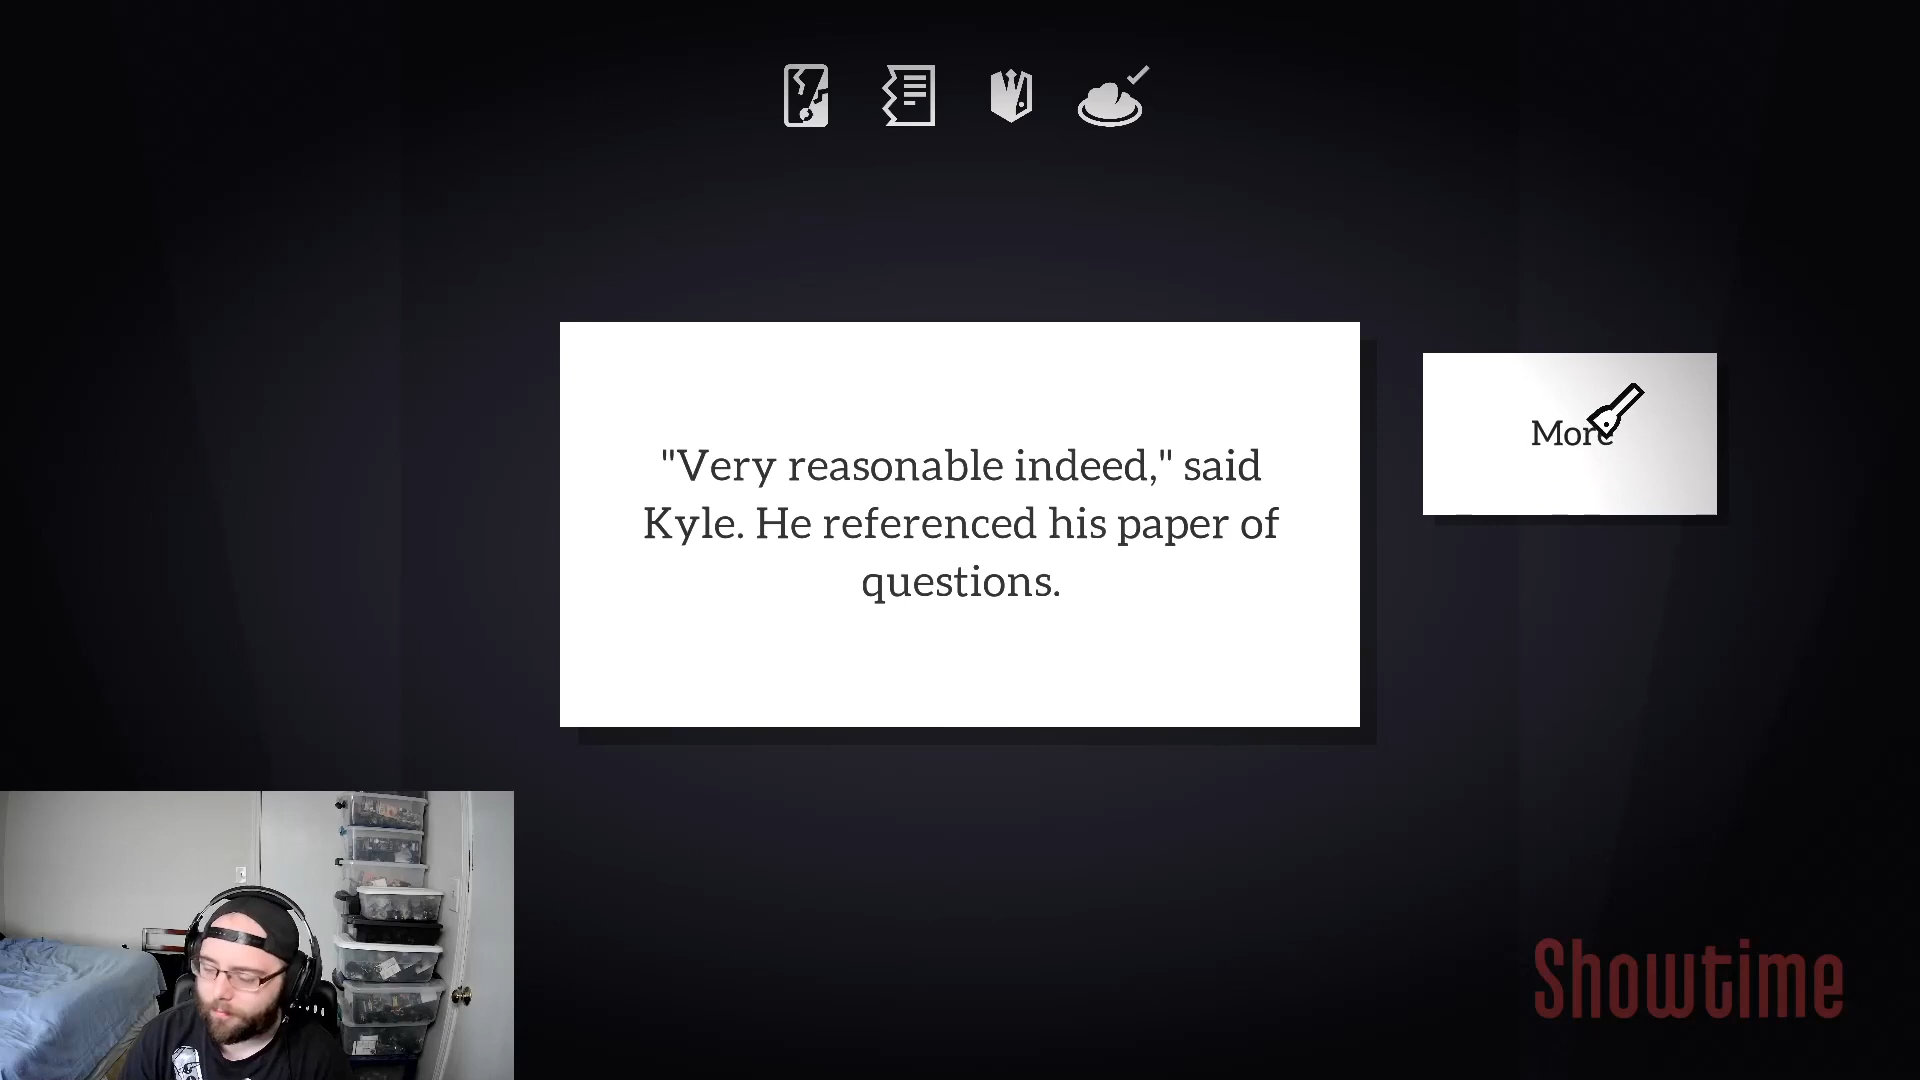 "Very reasonable indeed," said
Kyle. He referenced his paper of
questions.
More
Showtime